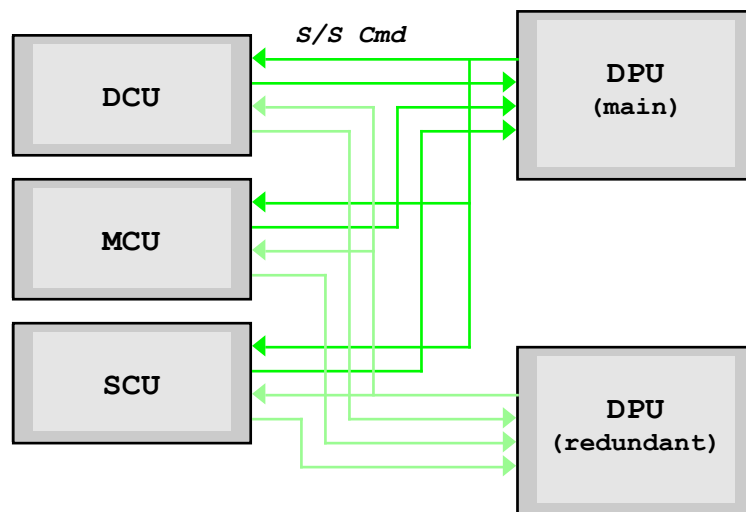 S/S Cmd
DCU
DPU
(main)
MCU
SCU
DPU
(redundant)